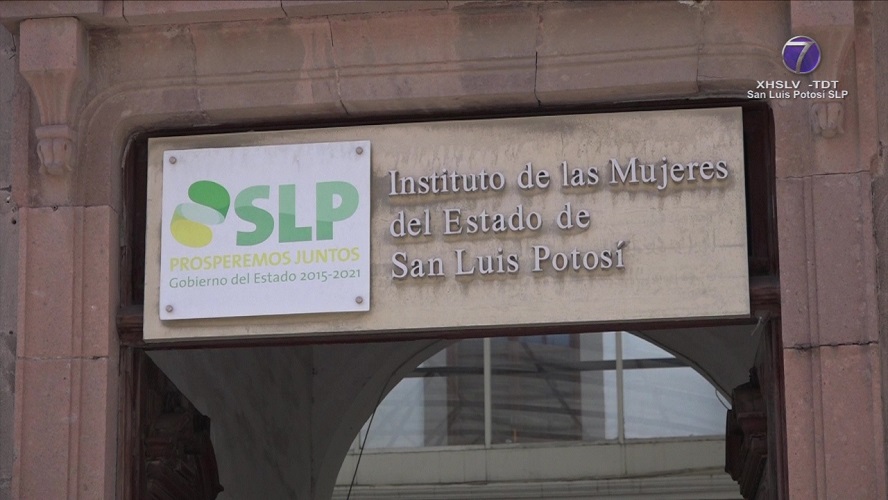 7
XHSLV -TDT
San Luis Potosí SLP
SLP
PROSPEREMOS JUNTOS
Gobierno del Estado 2015-2021
Instituto de las Mujeres
del Estado de
San Luis Potosí